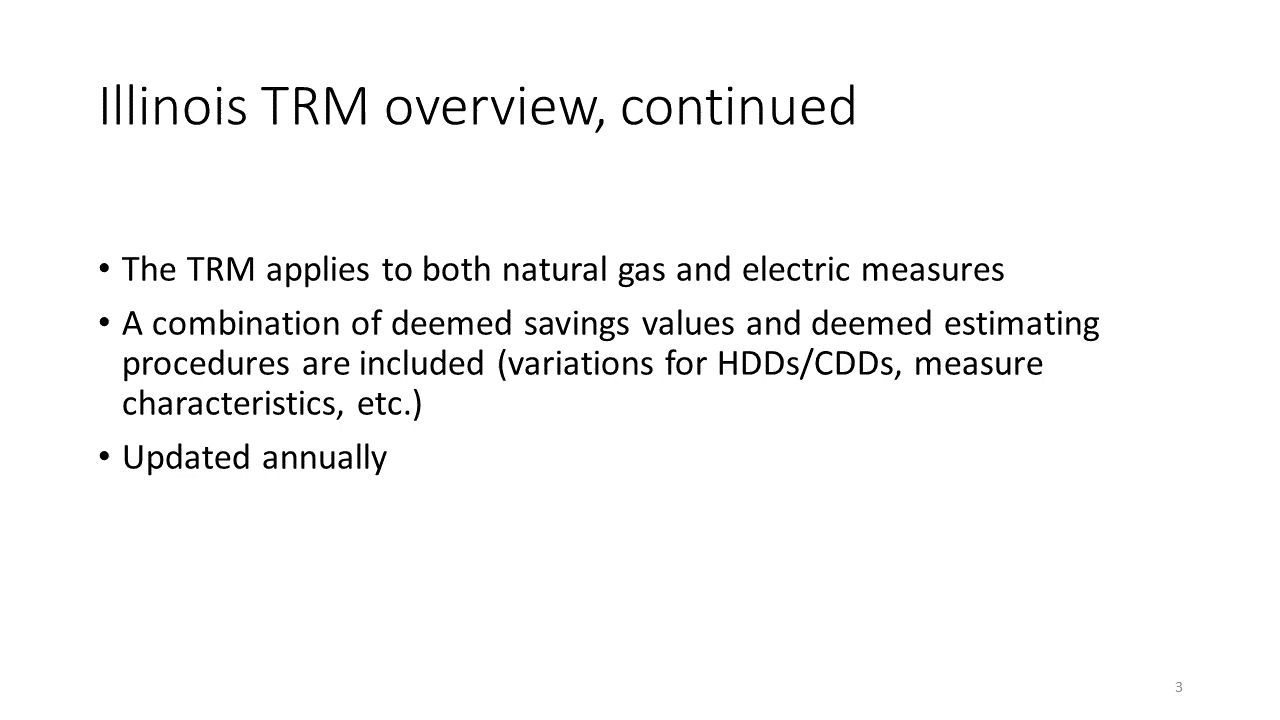 Illinois TRM overview, continued
• The TRM applies to both natural gas and electric measures
• A combination of deemed savings values and deemed estimating
procedures are included (variations for HDDs/CDDs, measure
characteristics, etc.)
• Updated annually
3